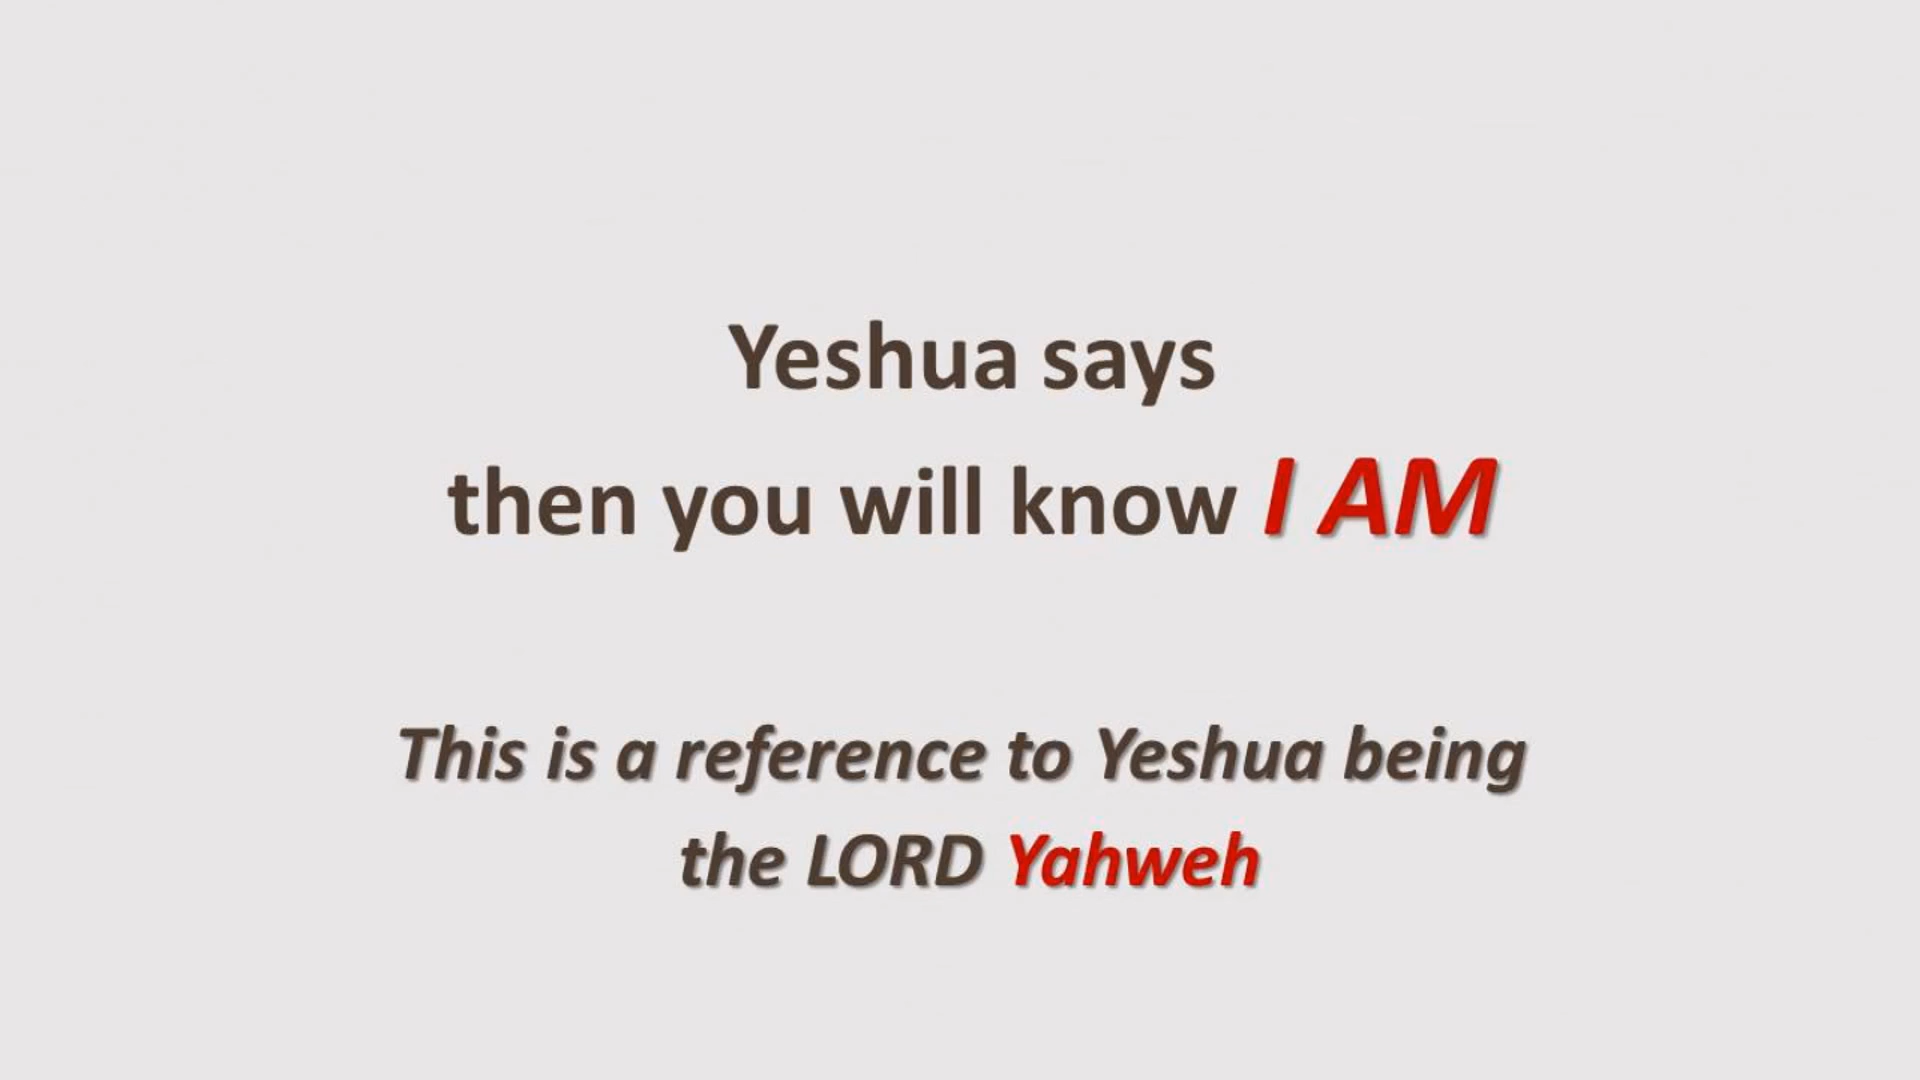 Yeshua says
then you will know I AM
This is a reference to Yeshua being
the LORD Yahweh